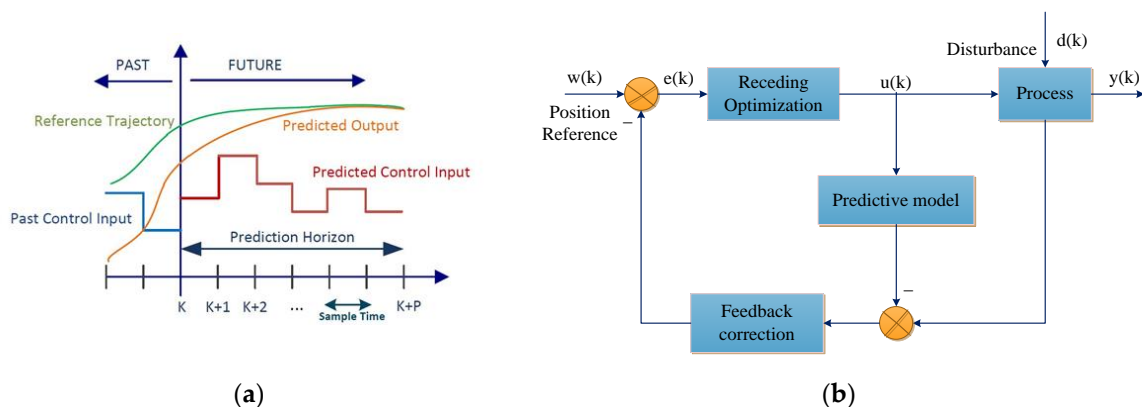 PAST
FUTURE
Reference Trajectory
Predicted Output
Predicted Control Input
Past Control Input
Prediction Horizon
K
K+1
K+2
...
Sample Time
K+P
(a)
Disturbance
d(k)
w(k)
e(k)
Receding
Optimization
u(k)
Process
y(k)
Position
Reference
−
Predictive model
−
Feedback
correction
(b)